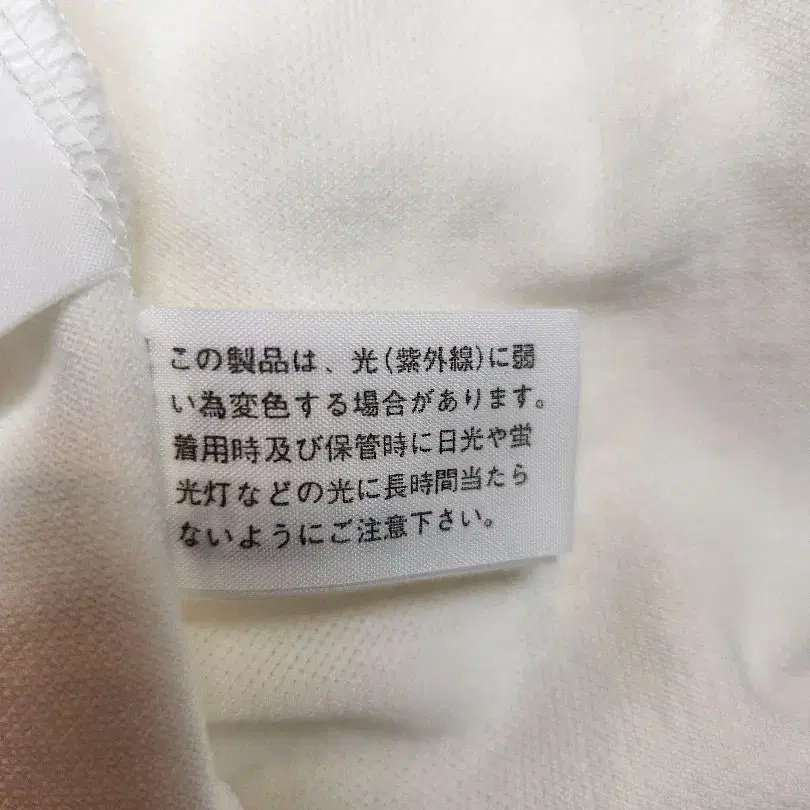 この製品は、光(紫外線)に弱
い為変色する場合があります。
着用時及び保管時に日光や蛍
光灯などの光に長時間当たら
ないようにご注意下さい。